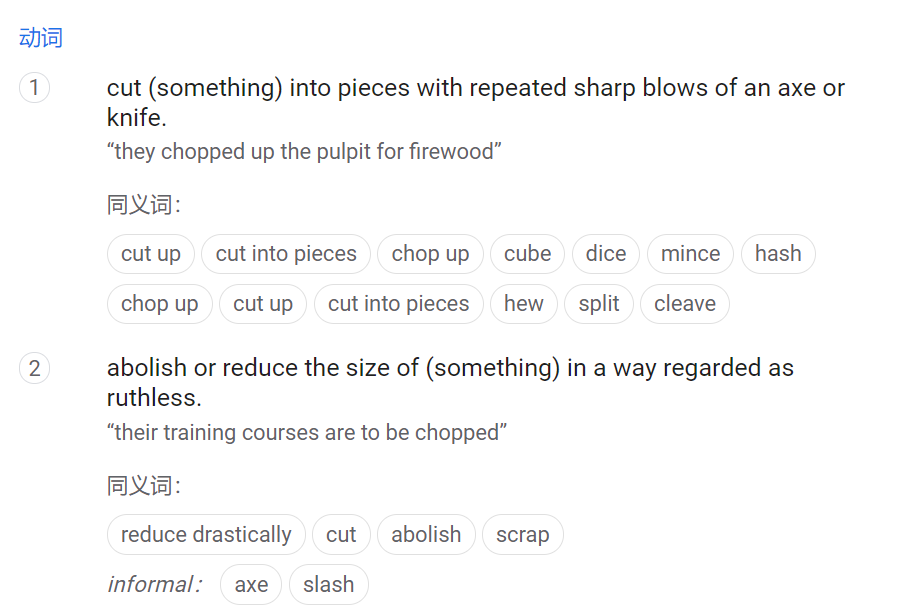 动词
1 cut (something) into pieces with repeated sharp blows of an axe or
knife.
“they chopped up the pulpit for firewood”
同义词：
cut up cut into pieces chop up cube dice mince hash
chop up cut up cut into pieces hew split cleave
2 abolish or reduce the size of (something) in a way regarded as
ruthless.
“their training courses are to be chopped”
同义词：
reduce drastically cut abolish scrap
informal： axe slash